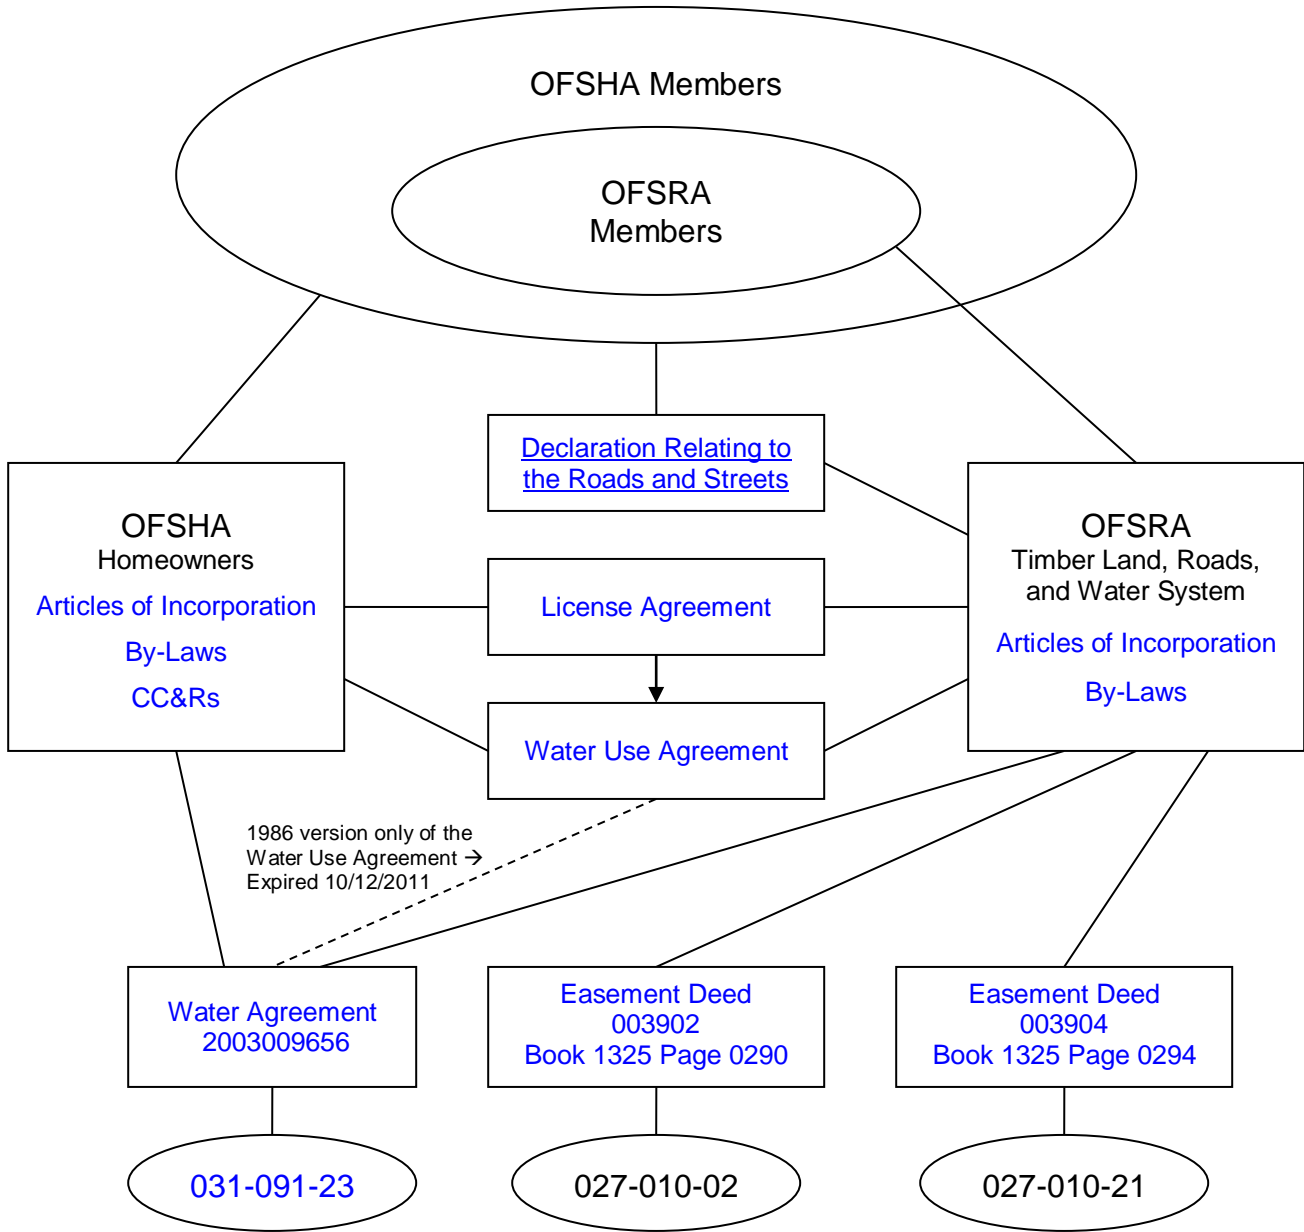 OFSHA Members
OFSRA
Members
Declaration Relating to
the Roads and Streets
OFSHA
Homeowners
Articles of Incorporation
By-Laws
CC&Rs
License Agreement
Water Use Agreement
OFSRA
Timber Land, Roads,
and Water System
Articles of Incorporation
By-Laws
1986 version only of the
Water Use Agreement →
Expired 10/12/2011
Water Agreement
2003009656
Easement Deed
003902
Book 1325 Page 0290
Easement Deed
003904
Book 1325 Page 0294
031-091-23
027-010-02
027-010-21